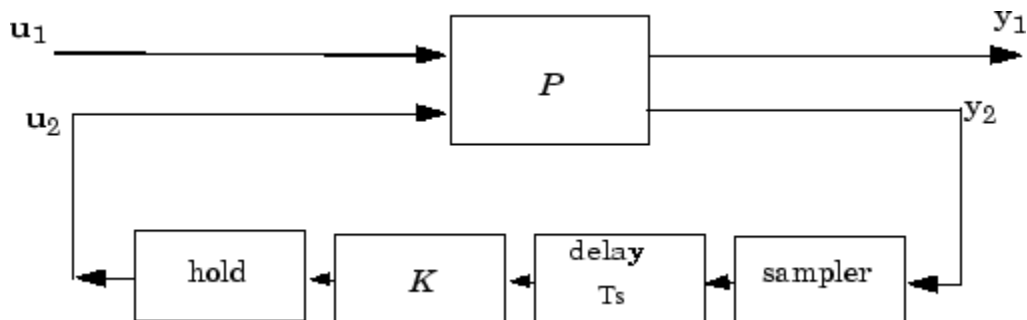 u₁
y₁
P
u₂
y₂
hold
K
delay
Ts
sampler